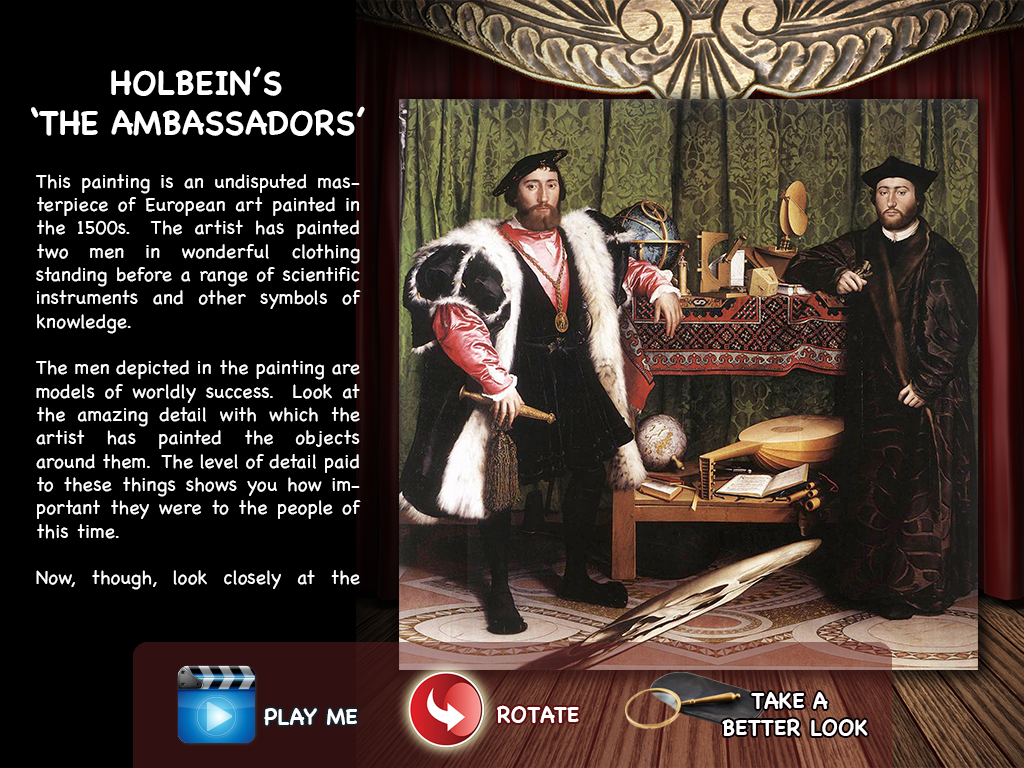 HOLBEIN'S
'THE AMBASSADORS'
This painting is an undisputed mas-
terpiece of European art painted in
the 1500s. The artist has painted
two men in wonderful clothing
standing before a range of scientific
instruments and other symbols of
knowledge.
The men depicted in the painting are
models of worldly success. Look at
the amazing detail with which the
artist has painted the objects
around them. The level of detail paid
to these things shows you how im-
portant they were to the people of
this time.
Now, though, look closely at the
PLAY ME
ROTATE
TAKE A
BETTER LOOK